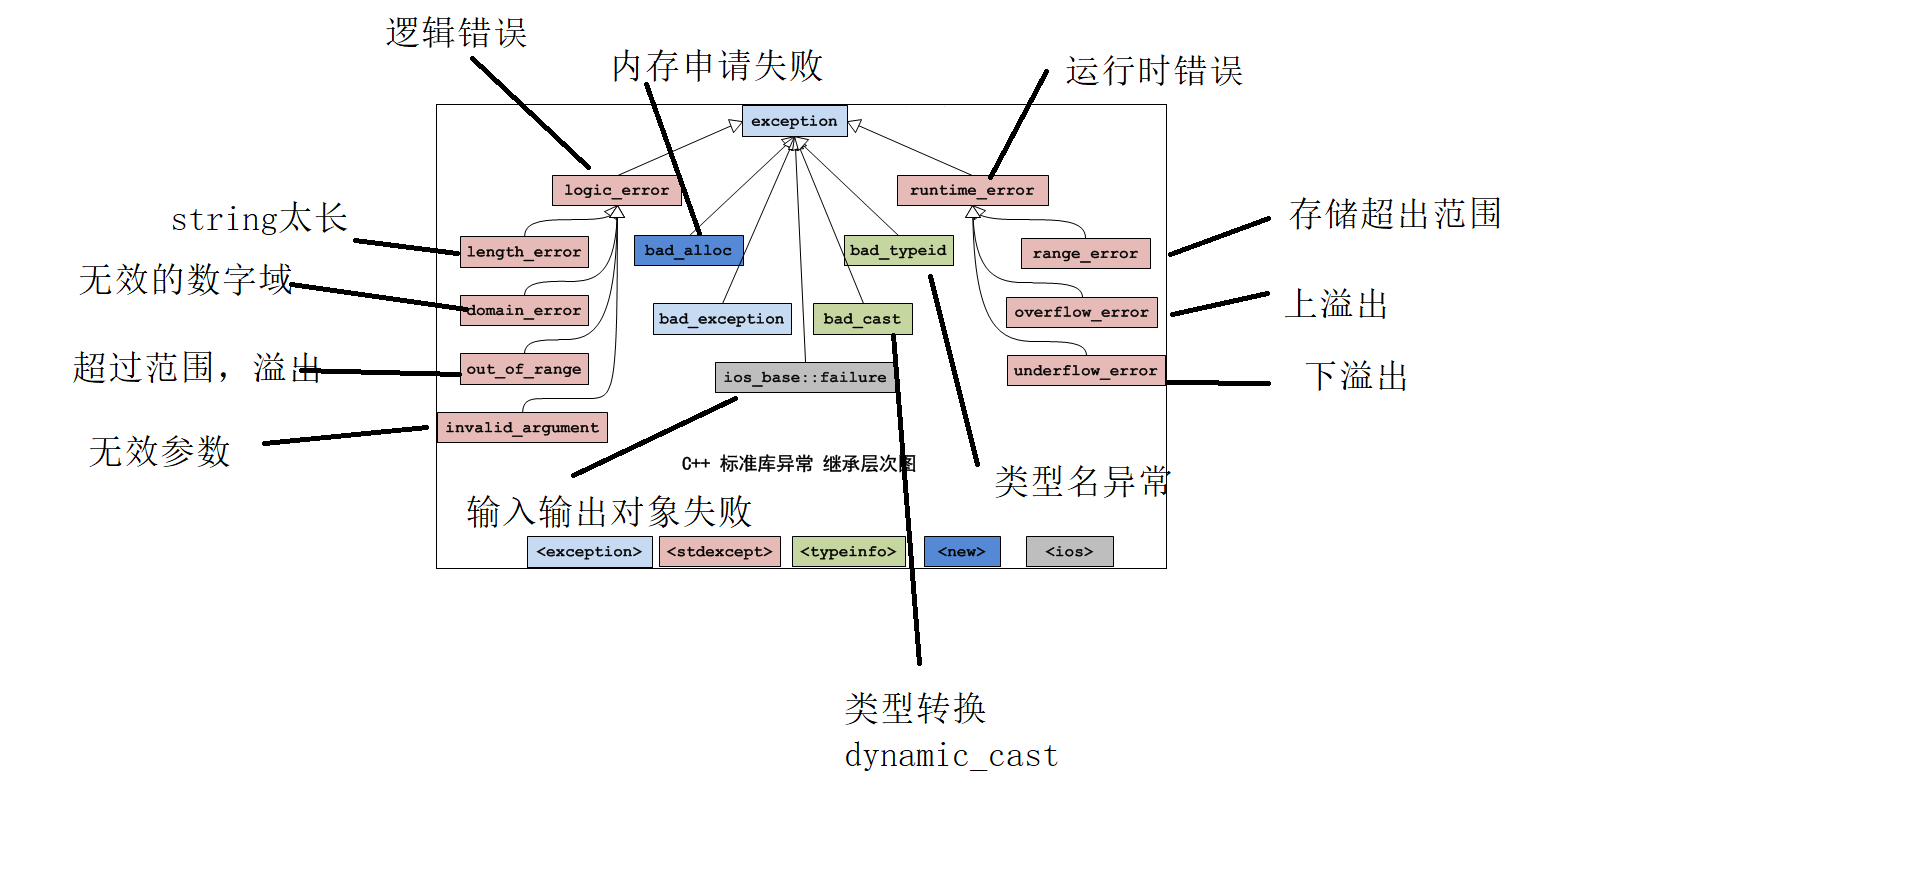 逻辑错误
内存申请失败
运行时错误
exception
logic_error
runtime_error
string太长
存储超出范围
length_error
bad_alloc
bad_typeid
range_error
无效的数字域
domain_error
bad_exception
bad_cast
overflow_error
上溢出
超过范围，溢出
out_of_range
ios_base::failure
underflow_error
下溢出
invalid_argument
无效参数
C++ 标准库异常 继承层次图
类型名异常
输入输出对象失败
<exception>
<stdexcept>
<typeinfo>
<new>
<ios>
类型转换
dynamic_cast